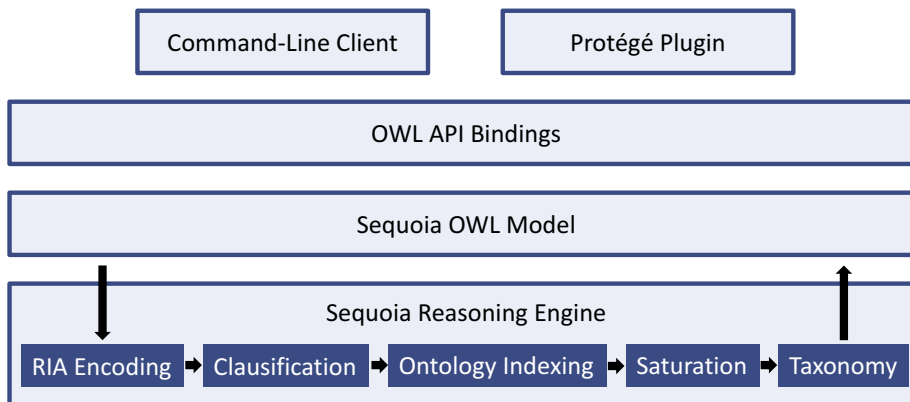 Command-Line Client
Protégé Plugin
OWL API Bindings
Sequoia OWL Model
Sequoia Reasoning Engine
RIA Encoding
Clausification
Ontology Indexing
Saturation
Taxonomy